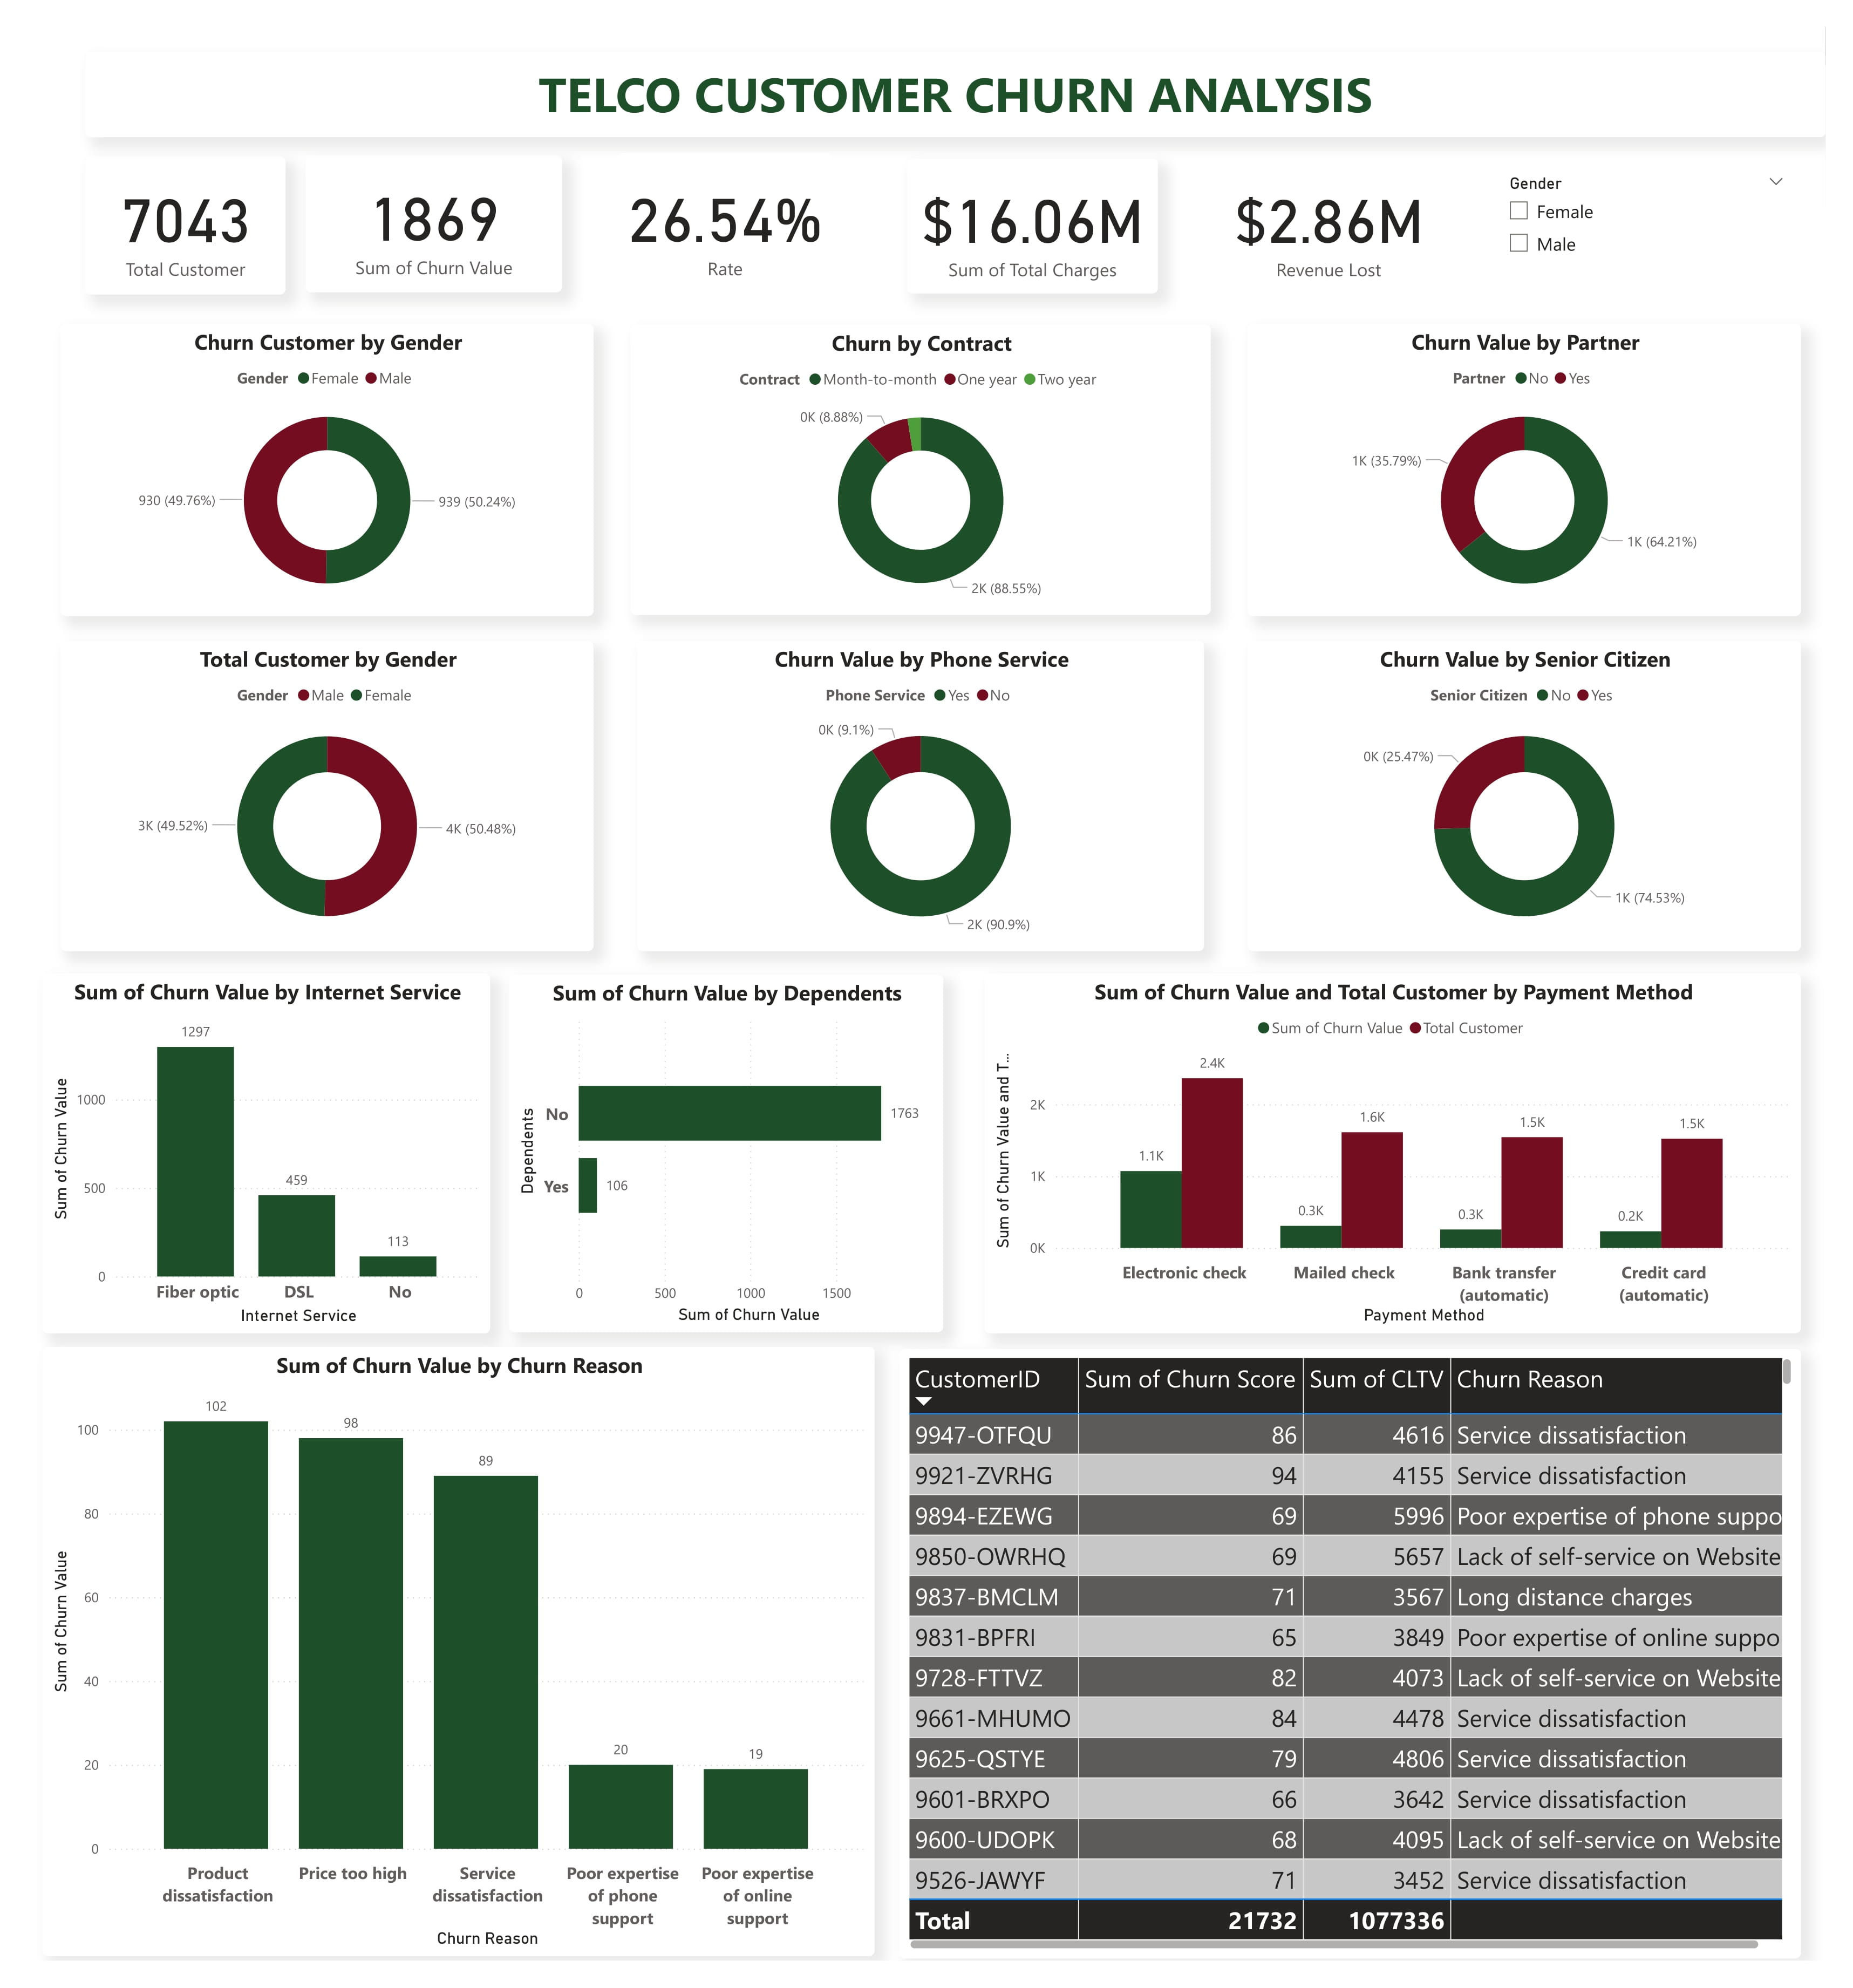 TELCO CUSTOMER CHURN ANALYSIS
7043
Total Customer
1869
Sum of Churn Value
26.54%
Rate
$16.06M
Sum of Total Charges
$2.86M
Revenue Lost
Gender
Female
Male
Churn Customer by Gender
Gender Female Male
930 (49.76%)
939 (50.24%)
Churn by Contract
Contract Month-to-month One year Two year
0K (8.88%)
2K (88.55%)
Churn Value by Partner
Partner No Yes
1K (35.79%)
1K (64.21%)
Total Customer by Gender
Gender Male Female
3K (49.52%)
4K (50.48%)
Churn Value by Phone Service
Phone Service Yes No
0K (9.1%)
2K (90.9%)
Churn Value by Senior Citizen
Senior Citizen No Yes
0K (25.47%)
1K (74.53%)
Sum of Churn Value by Internet Service
Sum of Churn Value
1000
500
0
1297
459
113
Fiber optic DSL No
Internet Service
Sum of Churn Value by Dependents
Dependents
No
1763
Yes
106
0 500 1000 1500
Sum of Churn Value
Sum of Churn Value and Total Customer by Payment Method
Sum of Churn Value Total Customer
Sum of Churn Value and T...
2K
1K
0K
1.1K
2.4K
0.3K
1.6K
0.3K
1.5K
0.2K
1.5K
Electronic check Mailed check Bank transfer Credit card
(automatic) (automatic)
Payment Method
Sum of Churn Value by Churn Reason
Sum of Churn Value
100
80
60
40
20
0
102
98
89
20
19
Product Price too high Service Poor expertise Poor expertise
dissatisfaction dissatisfaction of phone of online
support support
Churn Reason
CustomerID Sum of Churn Score Sum of CLTV Churn Reason
9947-OTFQU 86 4616 Service dissatisfaction
9921-ZVRHG 94 4155 Service dissatisfaction
9894-EZEWG 69 5996 Poor expertise of phone suppo
9850-OWRHQ 69 5657 Lack of self-service on Website
9837-BMCLM 71 3567 Long distance charges
9831-BPFRI 65 3849 Poor expertise of online suppo
9728-FTTVZ 82 4073 Lack of self-service on Website
9661-MHUMO 84 4478 Service dissatisfaction
9625-QSTYE 79 4806 Service dissatisfaction
9601-BRXPO 66 3642 Service dissatisfaction
9600-UDOPK 68 4095 Lack of self-service on Website
9526-JAWYF 71 3452 Service dissatisfaction
Total 21732 1077336